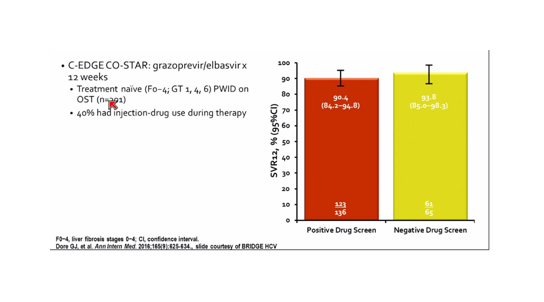 • C-EDGE CO-STAR: grazoprevir/elbasvir x
12 weeks
• Treatment naïve (F0–4; GT 1, 4, 6) PWID on
OST (n=201)
• 40% had injection-drug use during therapy
SVR12, % (95%CI)
100
90
80
70
60
50
40
30
20
10
0
90.4
(84.2–94.8)
123
136
93.8
(85.0–98.3)
61
65
Positive Drug Screen
Negative Drug Screen
F0–4, liver fibrosis stages 0–4; CI, confidence interval.
Dore GJ, et al. Ann Intern Med. 2016;165(9):625-634., slide courtesy of BRIDGE HCV